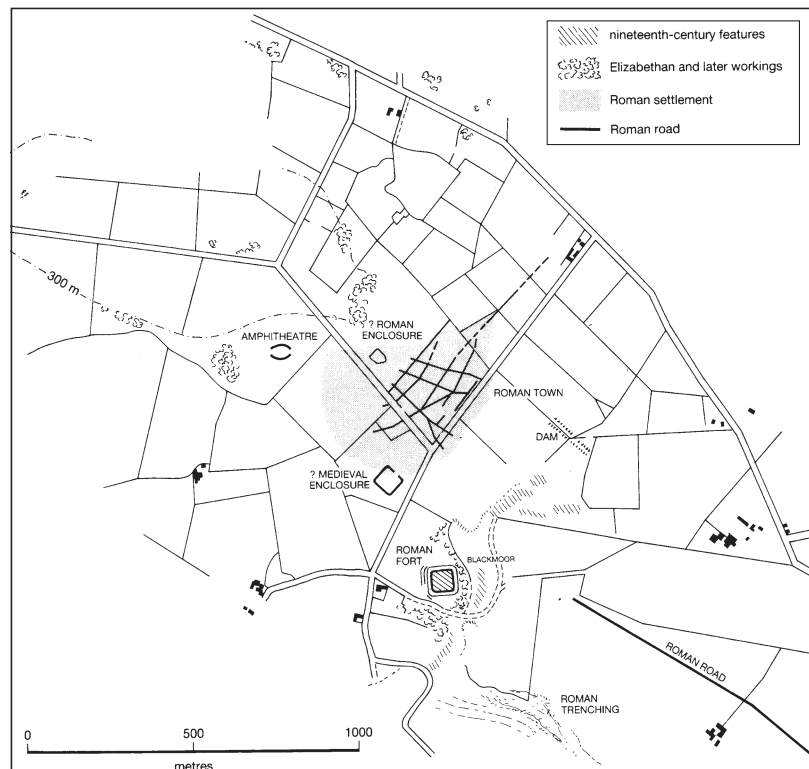 nineteenth-century features
Elizabethan and later workings
Roman settlement
Roman road
300 m
AMPHITHEATRE
? ROMAN
ENCLOSURE
ROMAN TOWN
DAM
? MEDIEVAL
ENCLOSURE
ROMAN
FORT
BLACKMOOR
ROMAN ROAD
ROMAN
TRENCHING
0 500 1000
metres